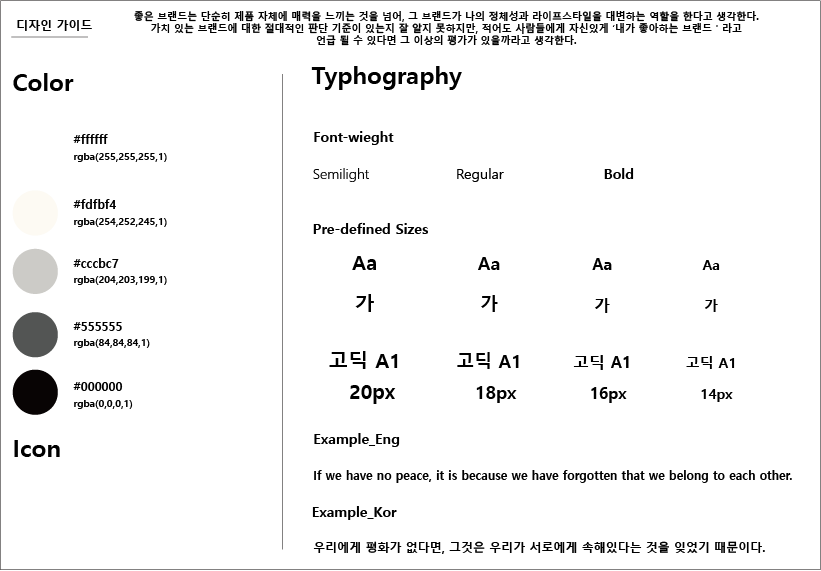 디자인 가이드
좋은 브랜드는 단순히 제품 자체에 매력을 느끼는 것을 넘어, 그 브랜드가 나의 정체성과 라이프스타일을 대변하는 역할을 한다고 생각한다.
가치 있는 브랜드에 대한 절대적인 판단 기준이 있는지 잘 알지 못하지만, 적어도 사람들에게 자신있게 '내가 좋아하는 브랜드 ' 라고
언급 될 수 있다면 그 이상의 평가가 있을까라고 생각한다.
Color
#ffffff
rgba(255,255,255,1)
#fdfbf4
rgba(254,252,245,1)
#cccbc7
rgba(204,203,199,1)
#555555
rgba(84,84,84,1)
#000000
rgba(0,0,0,1)
Icon
Typhography
Font-wieght
Semilight Regular Bold
Pre-defined Sizes
Aa Aa Aa Aa
가 가 가 가
고딕 A1 고딕 A1 고딕 A1 고딕 A1
20px 18px 16px 14px
Example_Eng
If we have no peace, it is because we have forgotten that we belong to each other.
Example_Kor
우리에게 평화가 없다면, 그것은 우리가 서로에게 속해있다는 것을 잊었기 때문이다.